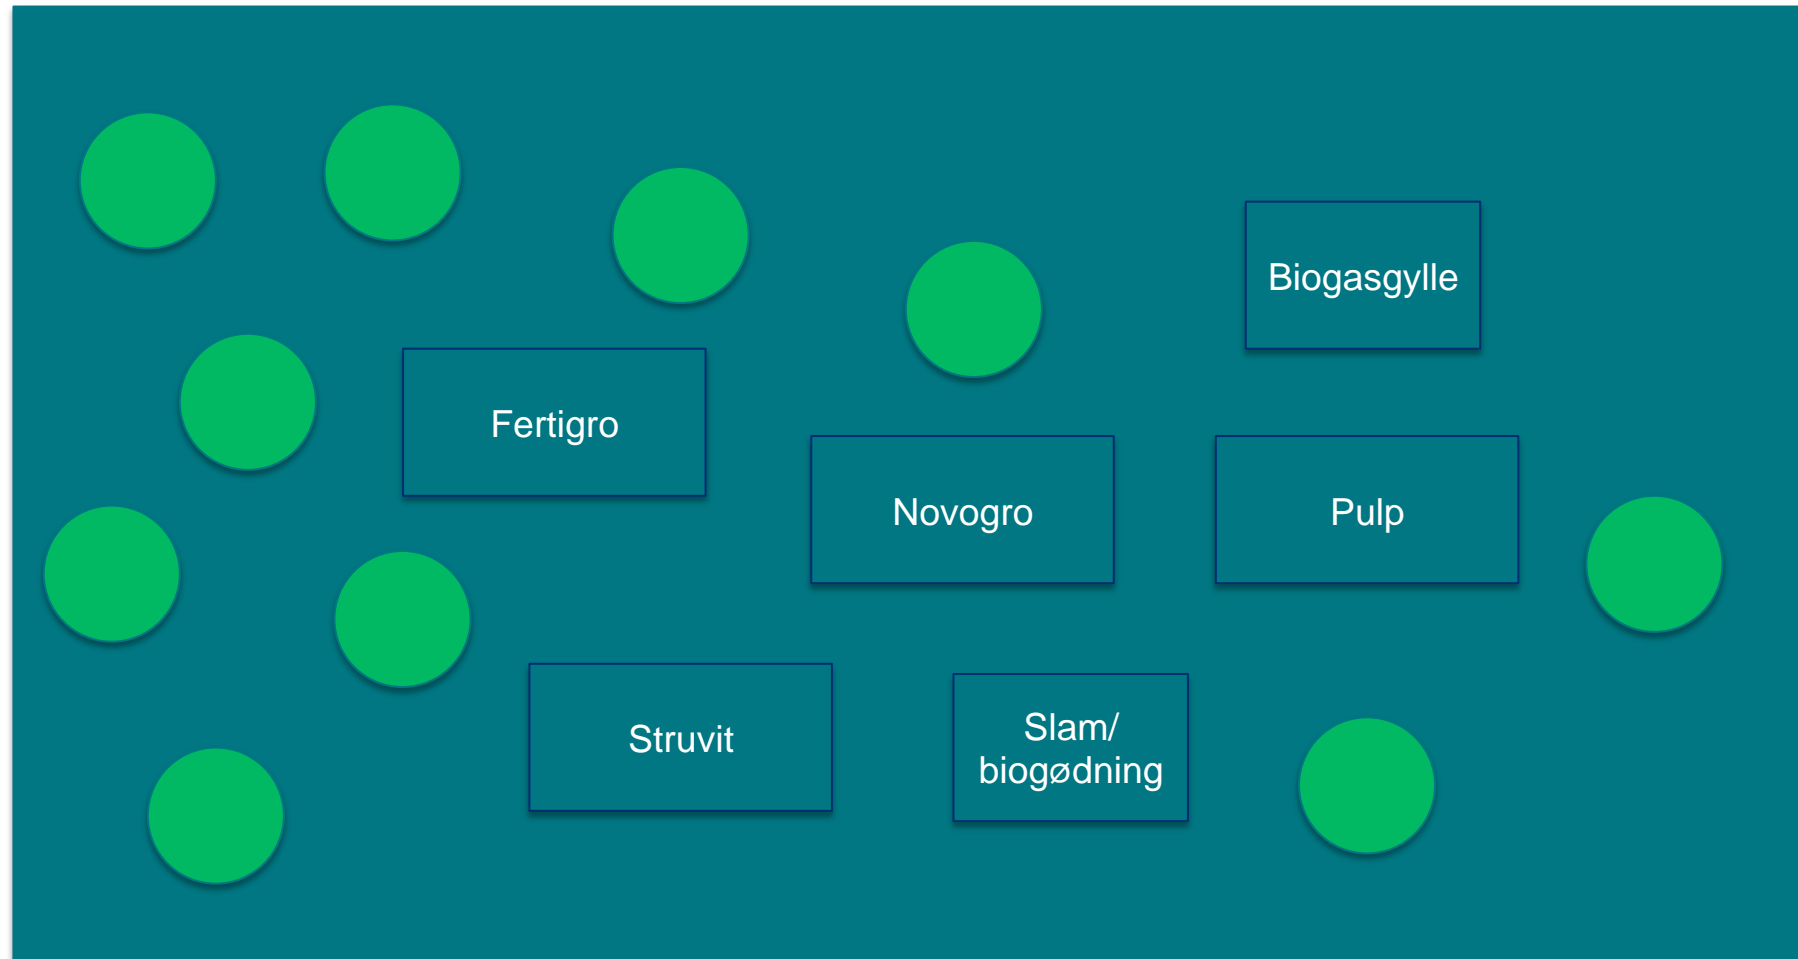 Biogasgylle
Fertigro
Novogro
Pulp
Struvit
Slam/
biogødning